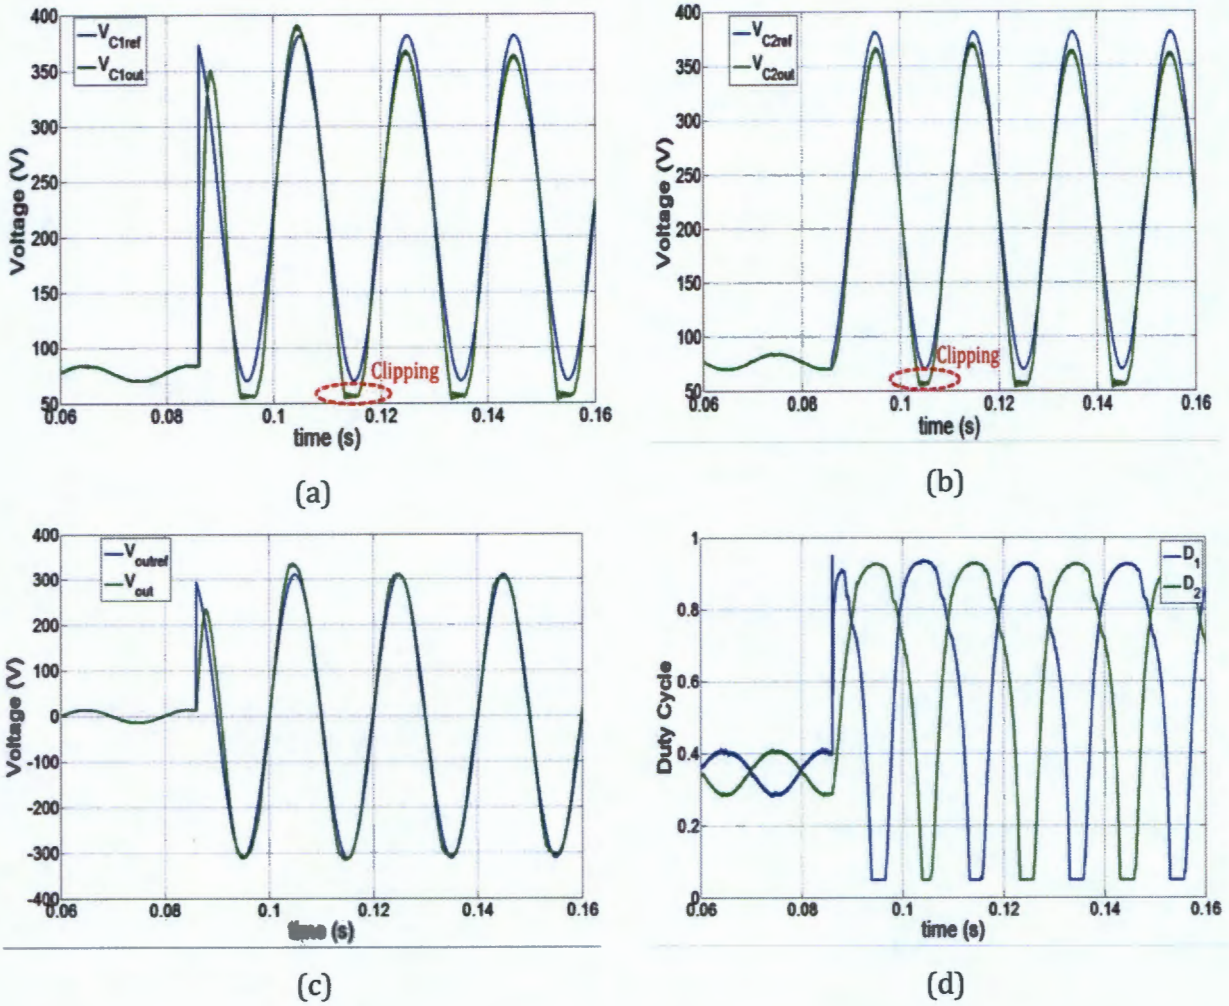 400
350
300
250
200
150
100
50
0.06
0.08
0.1
0.12
0.14
0.16
Voltage (V)
time (s)
V_C1ref
V_C1out
Clipping
(a)
400
350
300
250
200
150
100
50
0.06
0.08
0.1
0.12
0.14
0.16
Voltage (V)
time (s)
V_C2ref
V_C2out
Clipping
(b)
400
300
200
100
0
-100
-200
-300
-400
0.06
0.08
0.1
0.12
0.14
0.16
Voltage (V)
time (s)
V_outref
V_out
(c)
1
0.8
0.6
0.4
0.2
0
0.06
0.08
0.1
0.12
0.14
0.16
Duty Cycle
time (s)
D_1
D_2
(d)